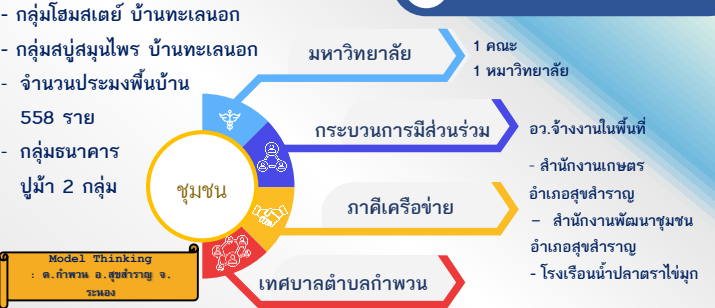 - กลุ่มโฮมสเตย์ บ้านทะเลนอก
- กลุ่มสบู่สมุนไพร บ้านทะเลนอก
- จำนวนประมงพื้นบ้าน
558 ราย
- กลุ่มธนาคาร
ปูม้า 2 กลุ่ม
Model Thinking
: ต.กำพวน อ.สุขสำราญ จ.
ระนอง
ชุมชน
มหาวิทยาลัย
1 คณะ
1 หมาวิทยาลัย
กระบวนการมีส่วนร่วม
อว.จ้างงานในพื้นที่
ภาคีเครือข่าย
- สำนักงานเกษตร
อำเภอสุขสำราญ
– สำนักงานพัฒนาชุมชน
อำเภอสุขสำราญ
- โรงเรือนน้ำปลาตราไข่มุก
เทศบาลตำบลกำพวน